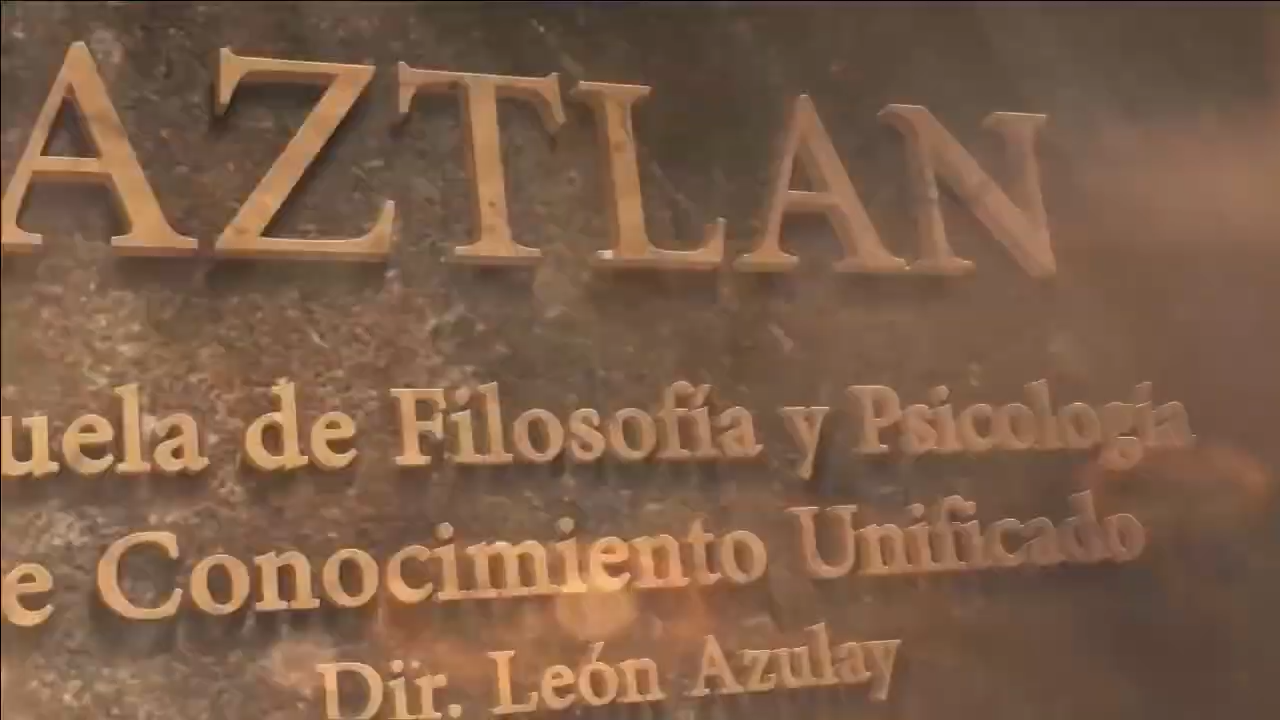 AZTLAN
uela de Filosofía y Psicología
e Conocimiento Unificado
Dir. León Azulay